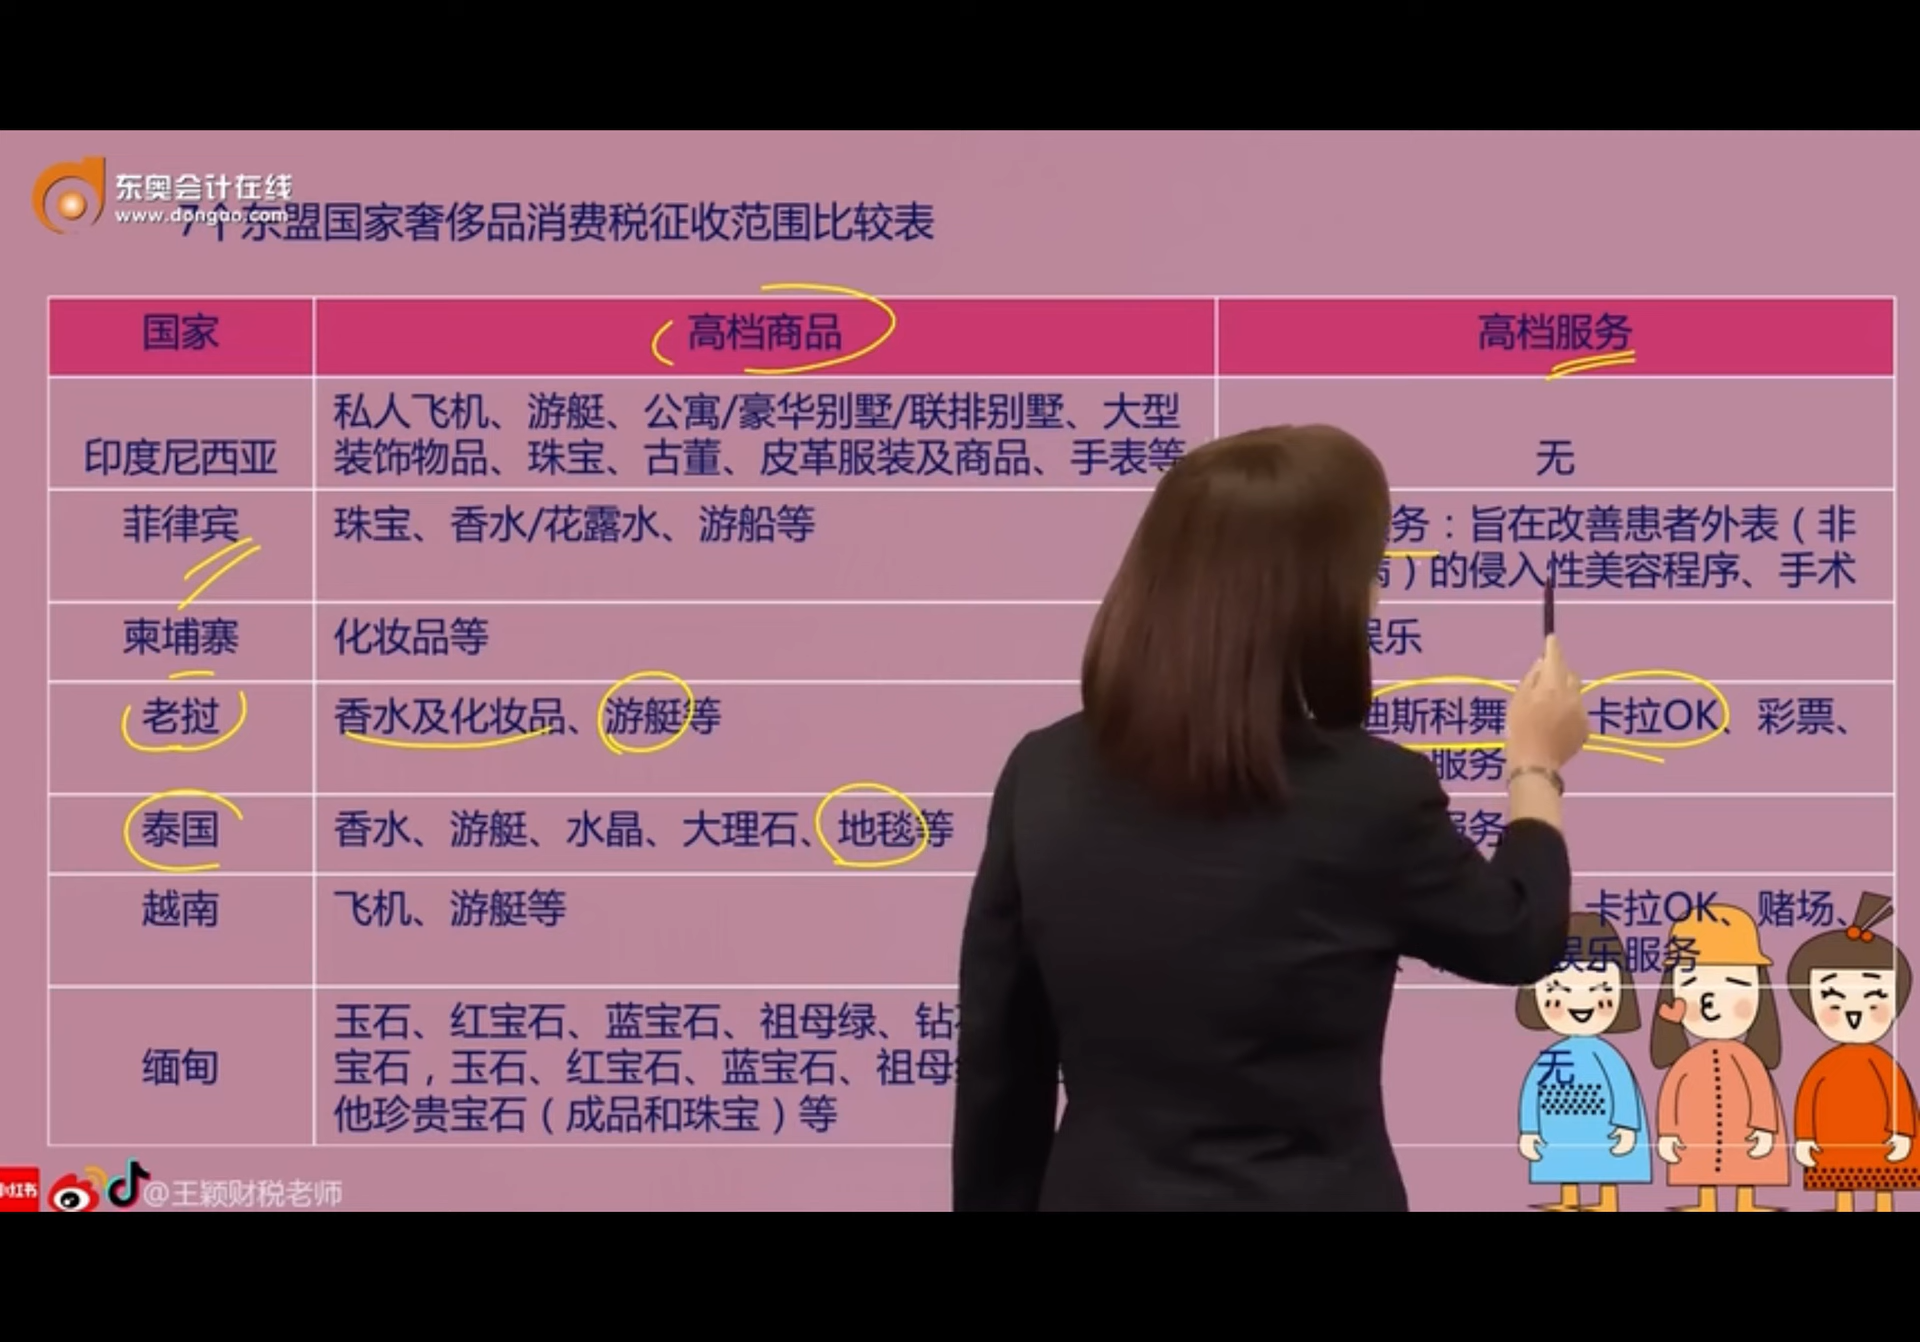 东奥会计在线
www.dongao.com
7个东盟国家奢侈品消费税征收范围比较表
国家 高档商品 高档服务
印度尼西亚 私人飞机、游艇、公寓/豪华别墅/联排别墅、大型
装饰物品、珠宝、古董、皮革服装及商品、手表等 无
菲律宾 珠宝、香水/花露水、游船等 务：旨在改善患者外表（非
）的侵入性美容程序、手术
柬埔寨 化妆品等 娱乐
老挝 香水及化妆品、游艇等 迪斯科舞 卡拉OK、彩票、
服务
泰国 香水、游艇、水晶、大理石、地毯等 服务
越南 飞机、游艇等 卡拉OK、赌场、
娱乐服务
缅甸 玉石、红宝石、蓝宝石、祖母绿、钻
宝石，玉石、红宝石、蓝宝石、祖母
他珍贵宝石（成品和珠宝）等 无
小红书
@王颖财税老师